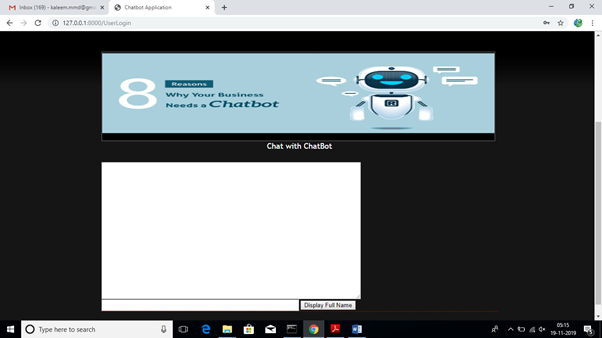 Inbox (169) - kaleem.mmd@gma
Chatbot Application
127.0.0.1:8000/UserLogin
8
Reasons
Why Your Business
Needs a Chatbot
Chat with ChatBot
Display Full Name
Type here to search
05:15
19-11-2019